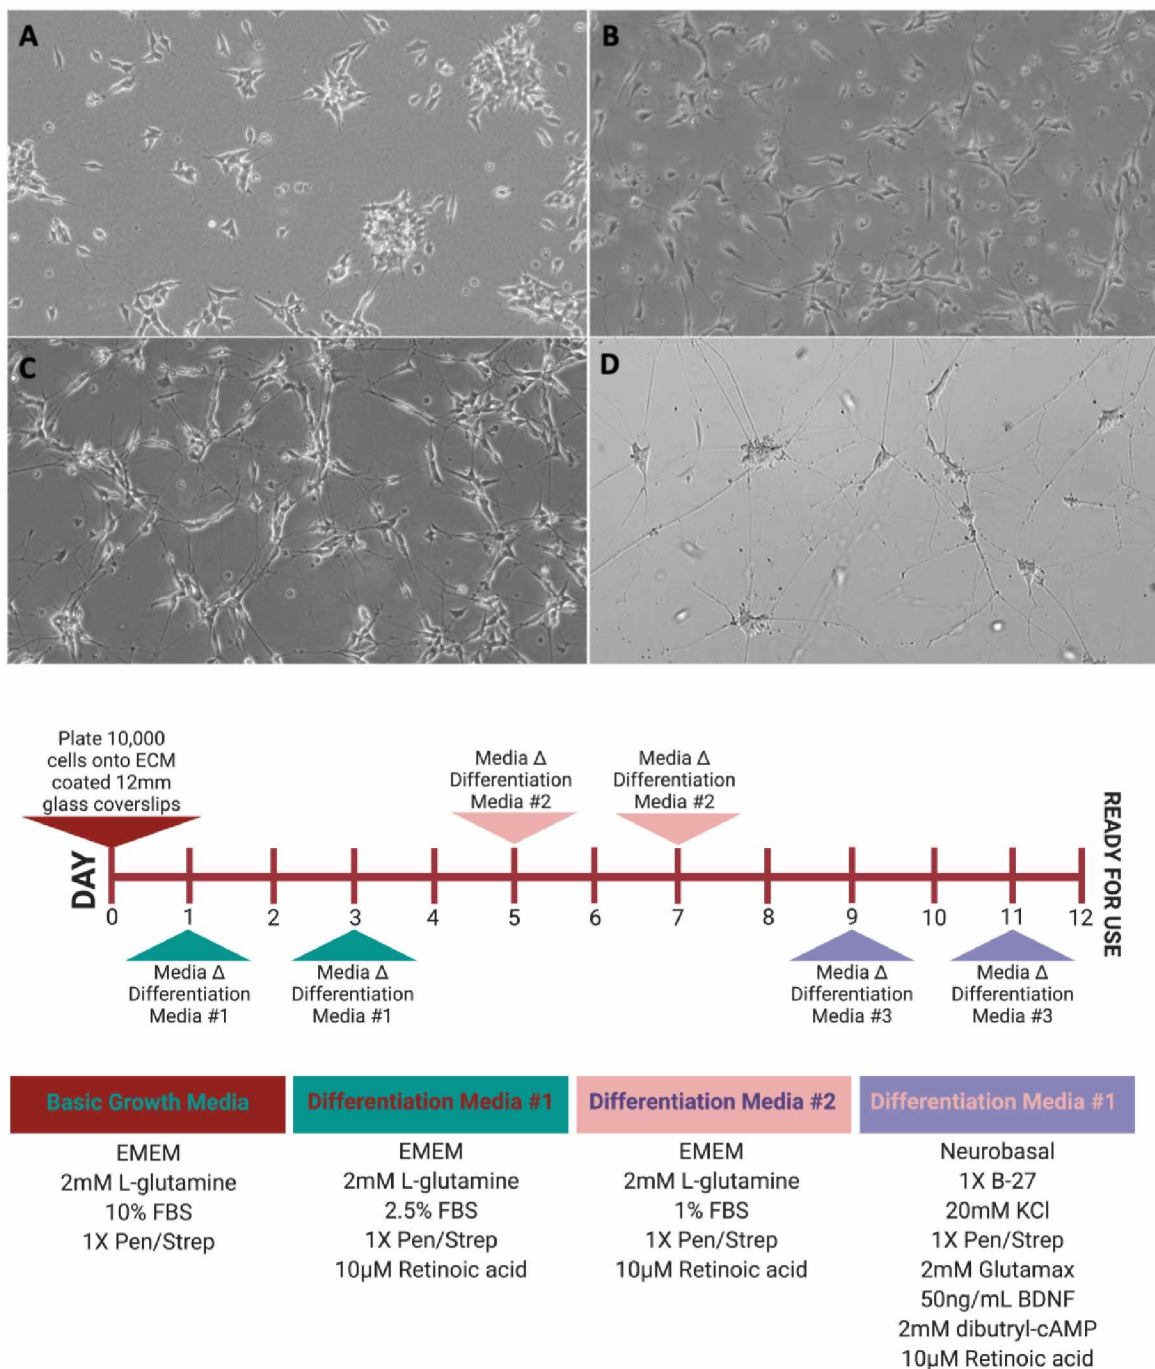 A
B
C
D
Plate 10,000
cells onto ECM
coated 12mm
glass coverslips
Media Δ
Differentiation
Media #2
Media Δ
Differentiation
Media #2
DAY
0 1 2 3 4 5 6 7 8 9 10 11 12
READY FOR USE
Media Δ
Differentiation
Media #1
Media Δ
Differentiation
Media #1
Media Δ
Differentiation
Media #3
Media Δ
Differentiation
Media #3
Basic Growth Media
EMEM
2mM L-glutamine
10% FBS
1X Pen/Strep
Differentiation Media #1
EMEM
2mM L-glutamine
2.5% FBS
1X Pen/Strep
10µM Retinoic acid
Differentiation Media #2
EMEM
2mM L-glutamine
1% FBS
1X Pen/Strep
10µM Retinoic acid
Differentiation Media #1
Neurobasal
1X B-27
20mM KCl
1X Pen/Strep
2mM Glutamax
50ng/mL BDNF
2mM dibutryl-cAMP
10µM Retinoic acid